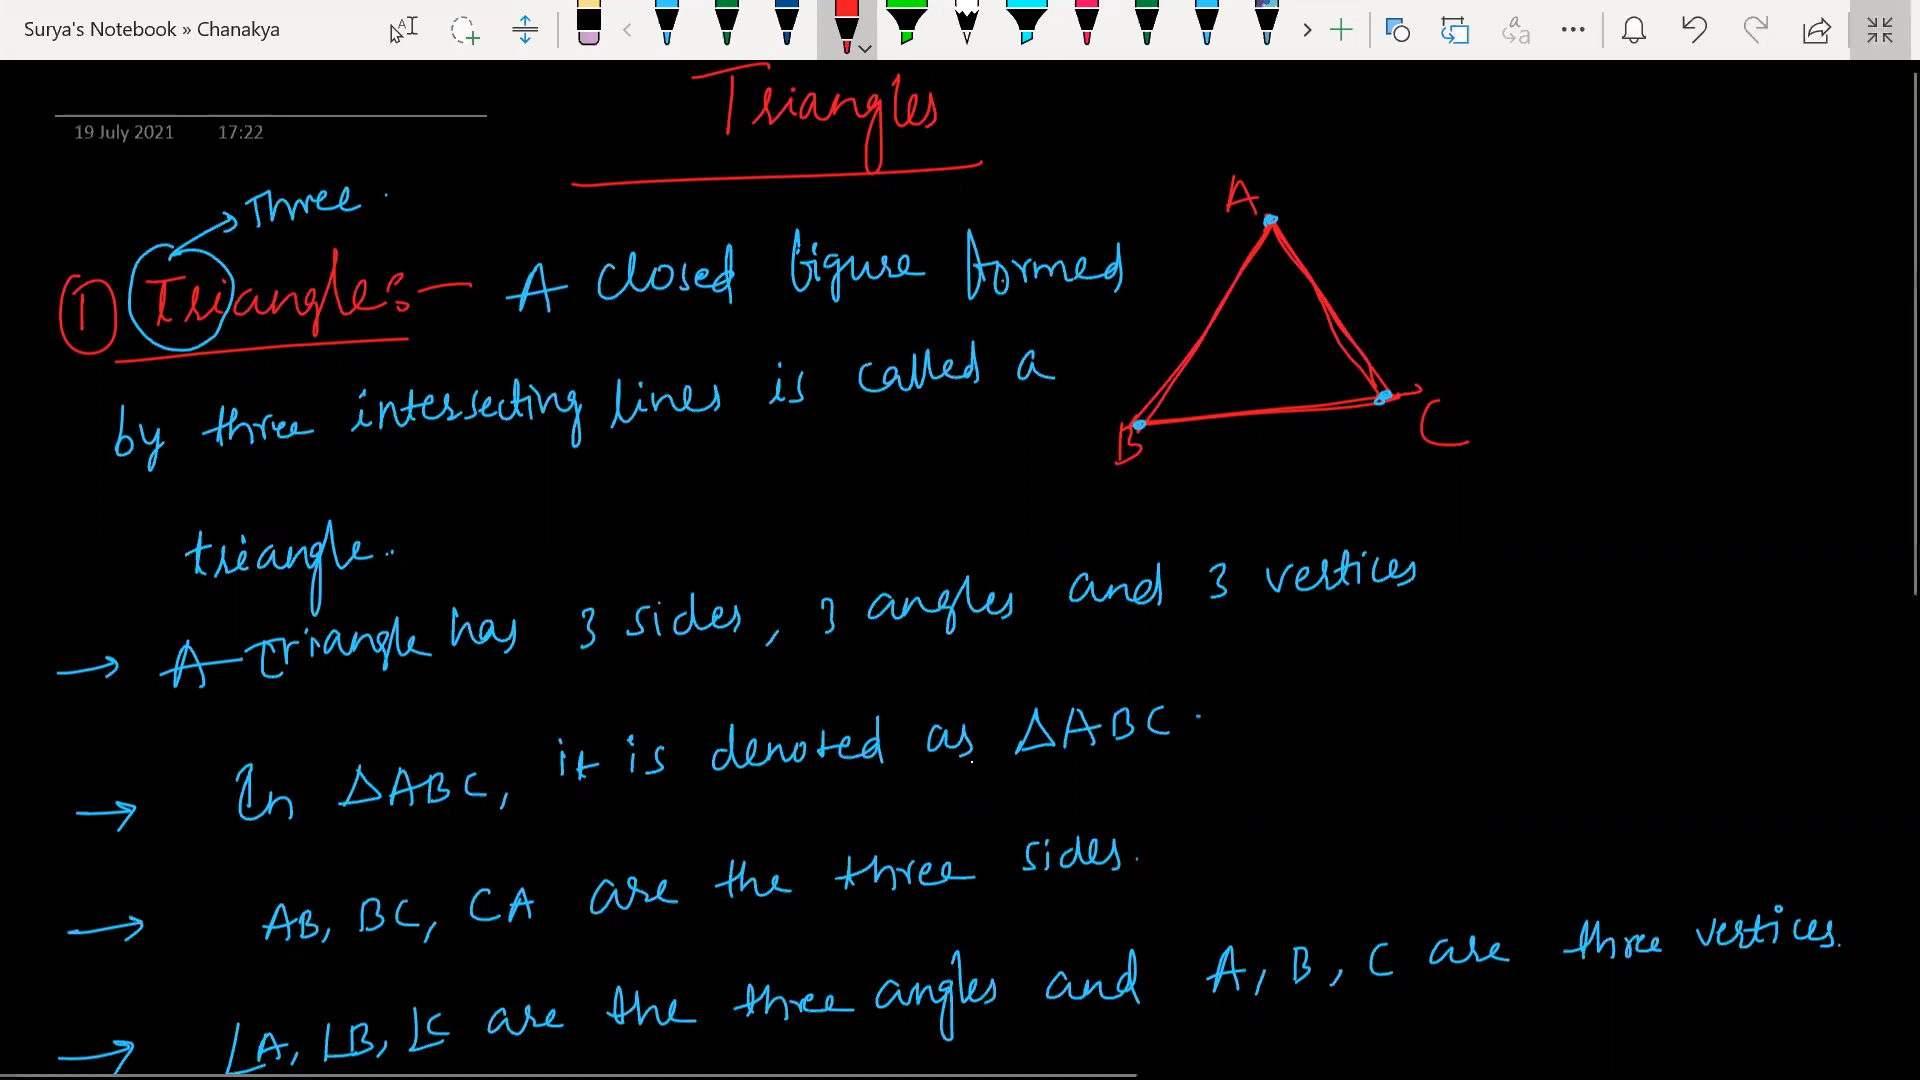 Surya's Notebook » Chanakya
Triangles
19 July 2021 17:22
Three.
① Triangles — A closed figure formed
by three intersecting lines is called a
triangle..
A
B
C
→ A triangle has 3 sides, 3 angles and 3 vertices
→ In △ABC, it is denoted as △ABC.
→ AB, BC, CA are the three sides.
→ ∠A, ∠B, ∠C are the three angles and A, B, C are three vertices.